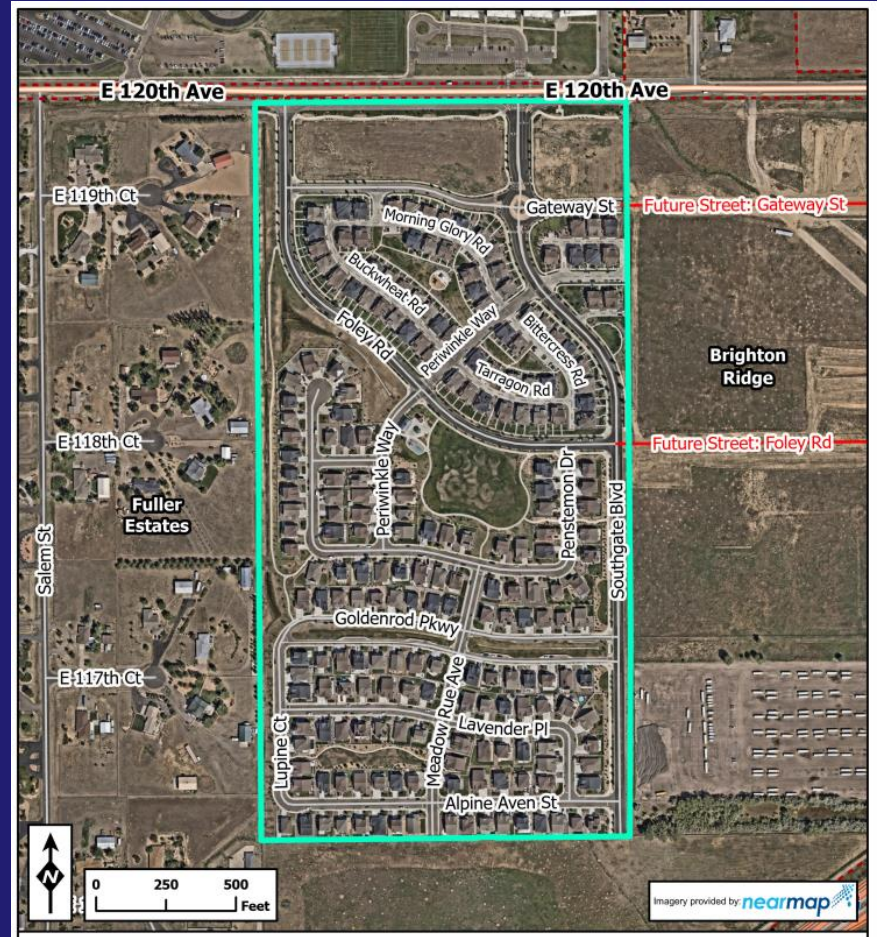 E 120th Ave
E 120th Ave
E 119th Ct
Gateway St
Future Street: Gateway St
Morning Glory Rd
Buckwheat Rd
Foley Rd
Periwinkle Way
Bittercress Rd
Tarragon Rd
Brighton
Ridge
E 118th Ct
Future Street: Foley Rd
Periwinkle Way
Penstemon Dr
Southgate Blvd
Fuller
Estates
Salem St
Goldenrod Pkwy
E 117th Ct
Lupine Ct
Meadow Rue Ave
Lavender Pl
Alpine Aven St
N
0 250 500
Feet
Imagery provided by: nearmap